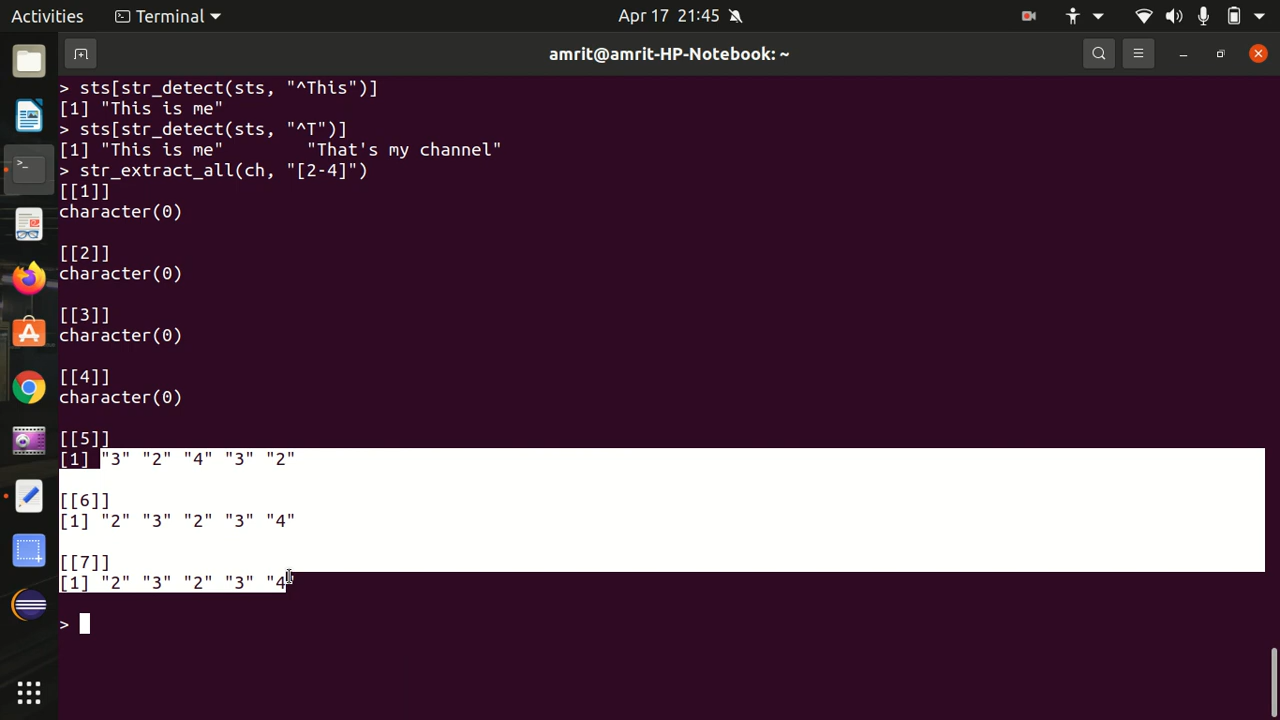 Activities Terminal Apr 17 21:45
amrit@amrit-HP-Notebook: ~
> sts[str_detect(sts, "^This")]
[1] "This is me"
> sts[str_detect(sts, "^T")]
[1] "This is me" "That's my channel"
> str_extract_all(ch, "[2-4]")
[[1]]
character(0)
[[2]]
character(0)
[[3]]
character(0)
[[4]]
character(0)
[[5]]
[1] "3" "2" "4" "3" "2"
[[6]]
[1] "2" "3" "2" "3" "4"
[[7]]
[1] "2" "3" "2" "3" "4"
>